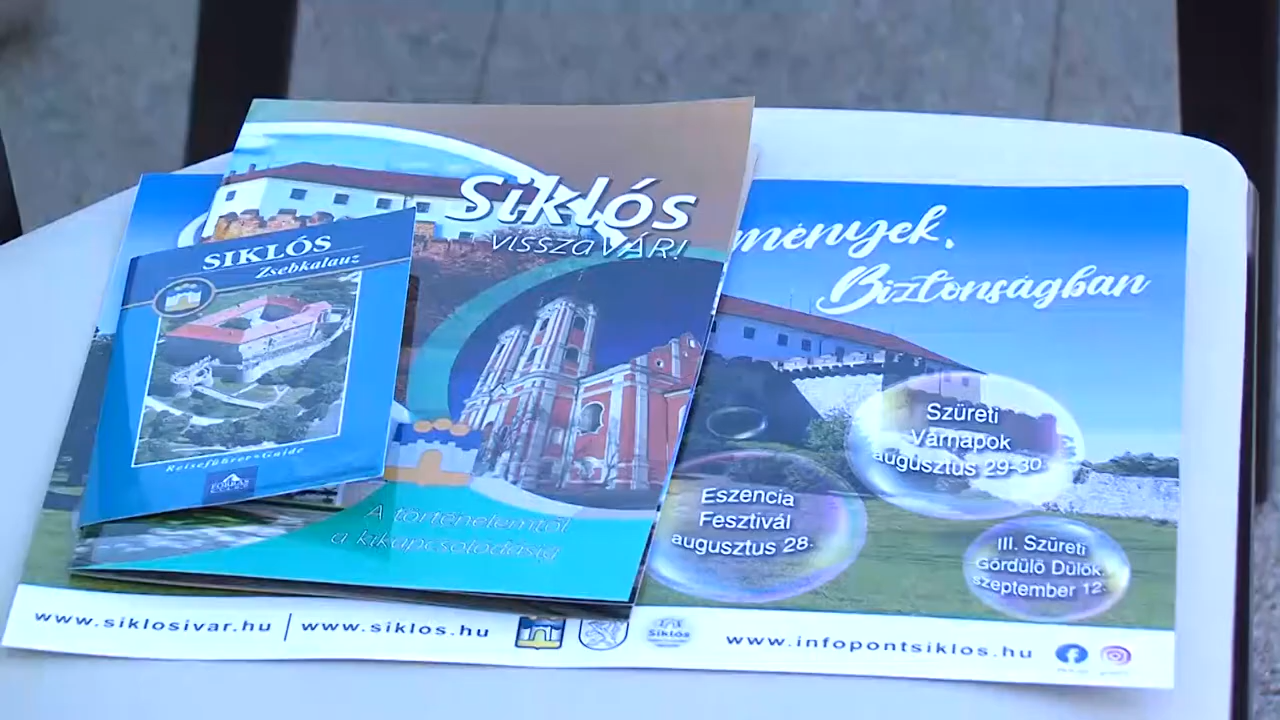 Siklós
visszaVÁR!
A történelemtől
a kikapcsolódásig
SIKLÓS
Zsebkalauz
Reiseführer • Guide
FORRÁS
mények,
Biztonságban
Szüreti
Várnapok
augusztus 29-30.
Eszencia
Fesztivál
augusztus 28.
III. Szüreti
Gördülő Dűlők
szeptember 12.
www.siklosivar.hu | www.siklos.hu
Siklós
www.infopontsiklos.hu